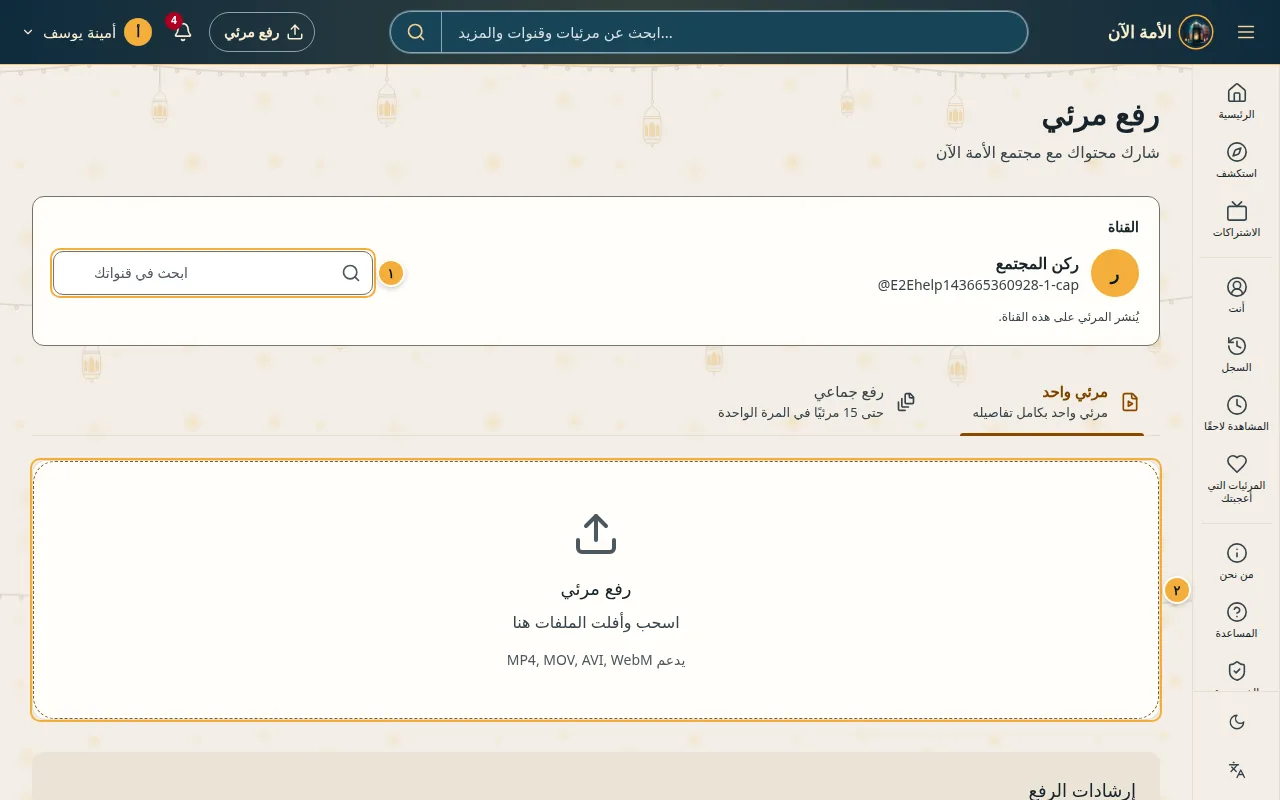 الأمة الآن
ابحث عن مرئيات وقنوات والمزيد...
رفع مرئي
4
أ
أمينة يوسف
الرئيسية
استكشف
الاشتراكات
أنت
السجل
المشاهدة لاحقًا
المرئيات التي
أعجبتك
من نحن
المساعدة
رفع مرئي
شارك محتواك مع مجتمع الأمة الآن
القناة
ر
ركن المجتمع
@E2Ehelp143665360928-1-cap
يُنشر المرئي على هذه القناة.
١
ابحث في قنواتك
مرئي واحد
مرئي واحد بكامل تفاصيله
رفع جماعي
حتى 15 مرئيًا في المرة الواحدة
٢
رفع مرئي
اسحب وأفلت الملفات هنا
يدعم MP4, MOV, AVI, WebM
إرشادات الرفع